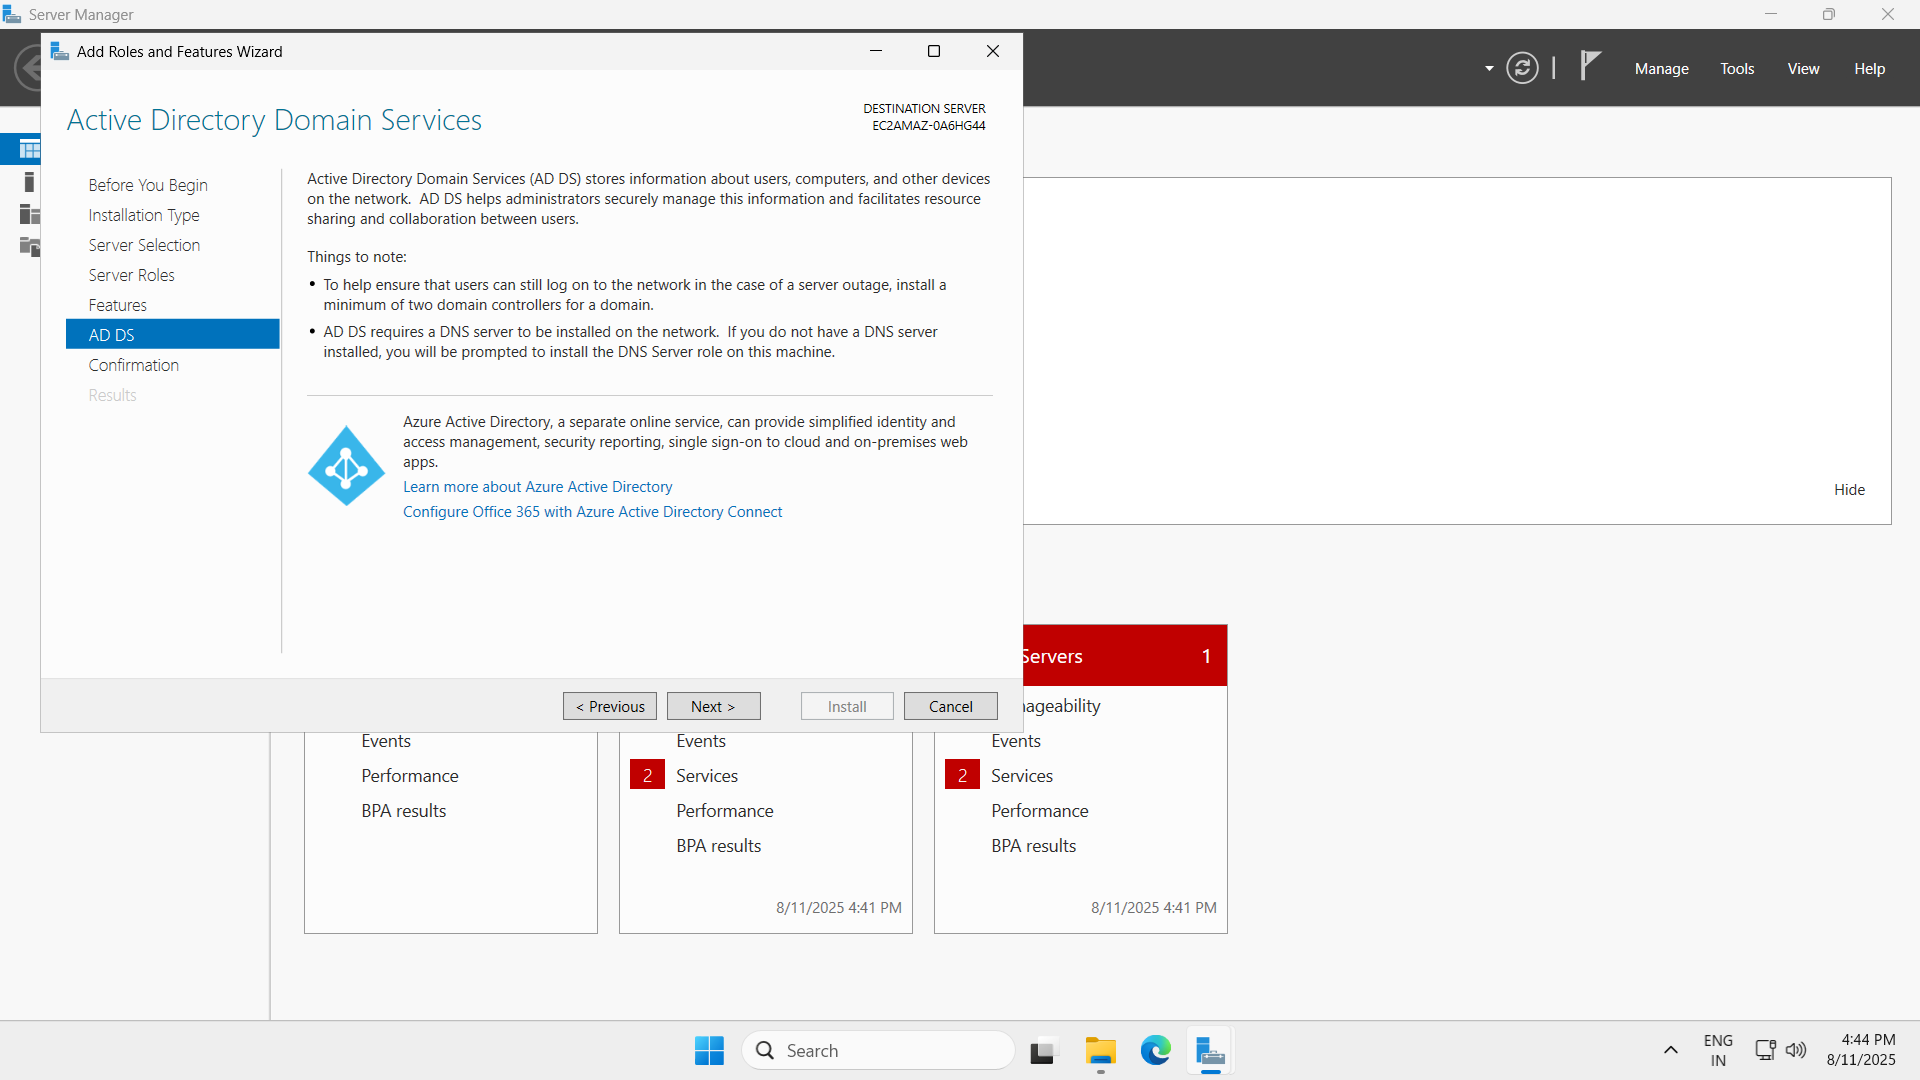 Server Manager
Add Roles and Features Wizard
Manage
Tools
View
Help
Active Directory Domain Services
DESTINATION SERVER
EC2AMAZ-0A6HG44
Before You Begin
Installation Type
Server Selection
Server Roles
Features
AD DS
Confirmation
Results
Active Directory Domain Services (AD DS) stores information about users, computers, and other devices
on the network.  AD DS helps administrators securely manage this information and facilitates resource
sharing and collaboration between users.
Things to note:
• To help ensure that users can still log on to the network in the case of a server outage, install a
minimum of two domain controllers for a domain.
• AD DS requires a DNS server to be installed on the network.  If you do not have a DNS server
installed, you will be prompted to install the DNS Server role on this machine.
Azure Active Directory, a separate online service, can provide simplified identity and
access management, security reporting, single sign-on to cloud and on-premises web
apps.
Learn more about Azure Active Directory
Configure Office 365 with Azure Active Directory Connect
< Previous
Next >
Install
Cancel
Hide
Servers 1
nageability
Events
Performance
BPA results
Events
2 Services
Performance
BPA results
8/11/2025 4:41 PM
Events
2 Services
Performance
BPA results
8/11/2025 4:41 PM
Search
ENG
IN
4:44 PM
8/11/2025